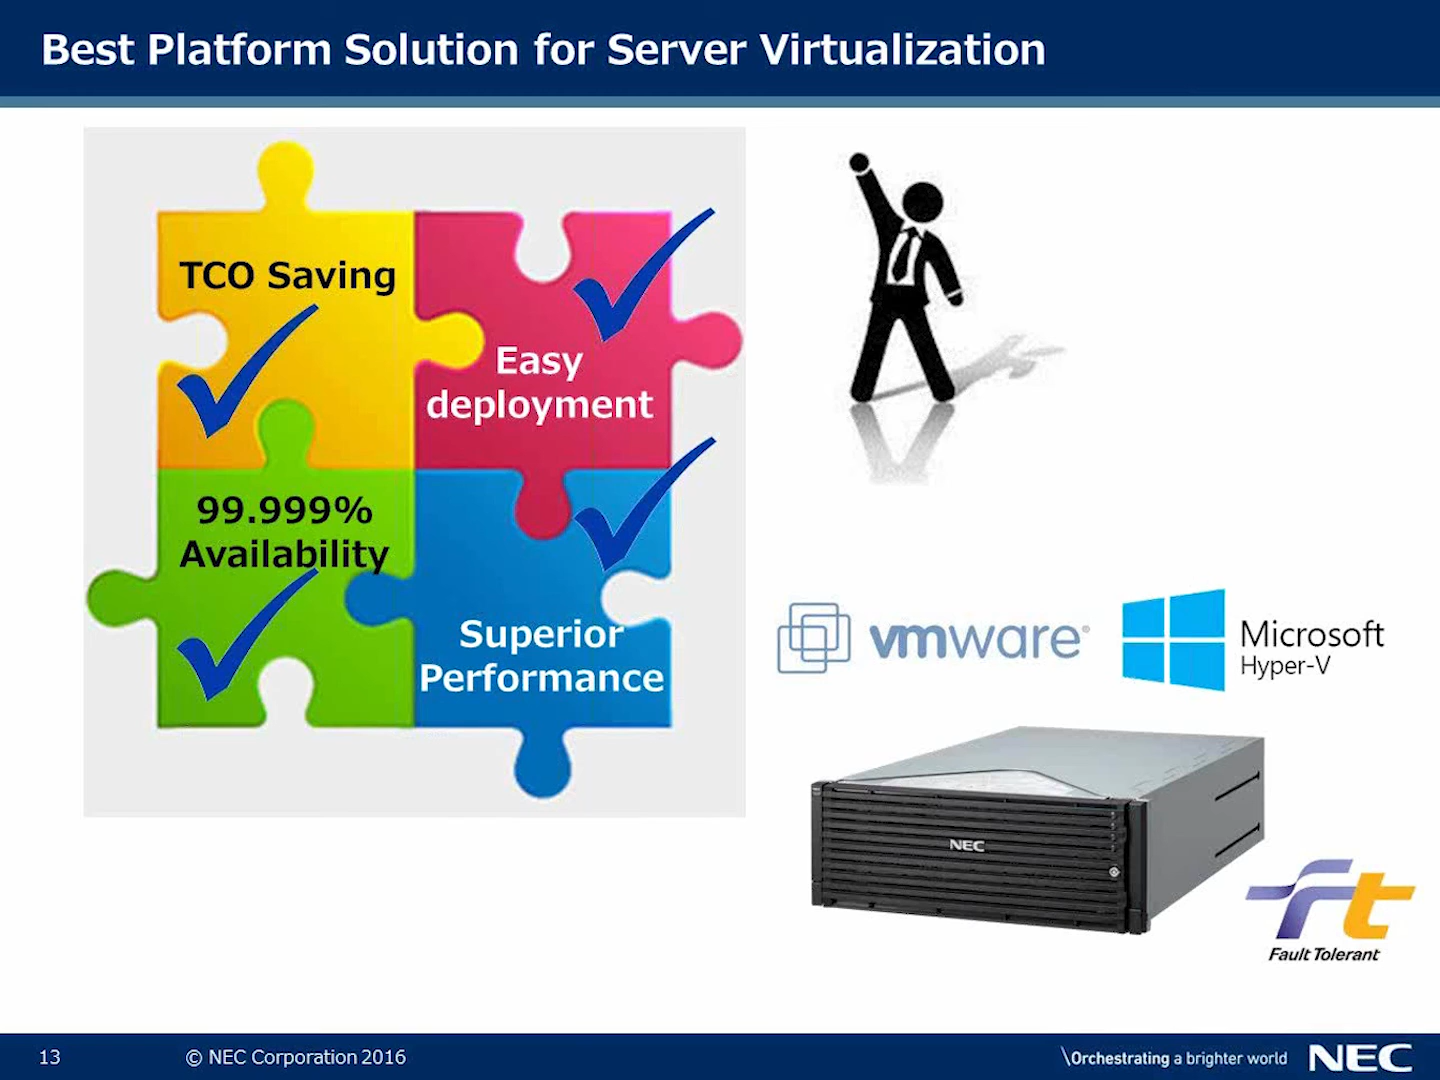 Best Platform Solution for Server Virtualization
TCO Saving
Easy
deployment
99.999%
Availability
Superior
Performance
vmware®
Microsoft
Hyper-V
NEC
ft
Fault Tolerant
13
© NEC Corporation 2016
\Orchestrating a brighter world
NEC